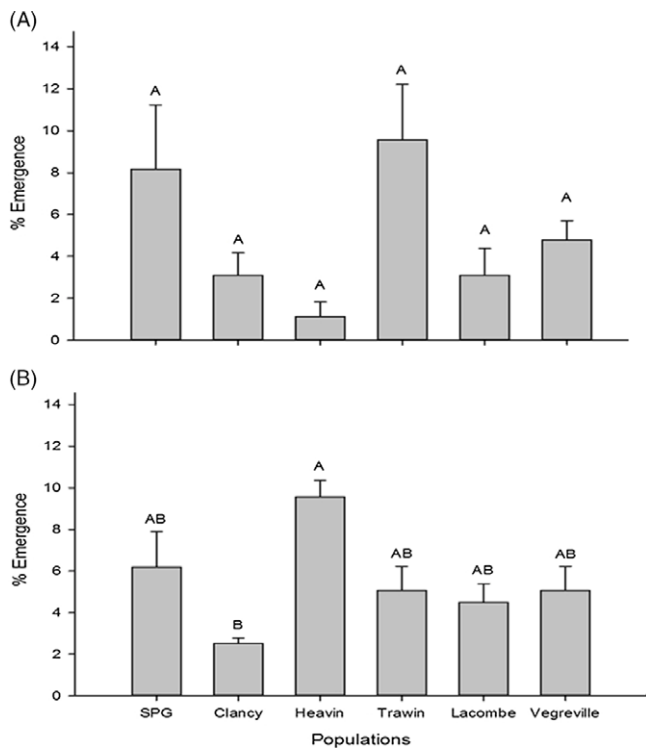 (A)
14
12
10
8
6
4
2
0
% Emergence
A
A
A
A
A
A
(B)
14
12
10
8
6
4
2
0
% Emergence
AB
B
A
AB
AB
AB
SPG Clancy Heavin Trawin Lacombe Vegreville
Populations